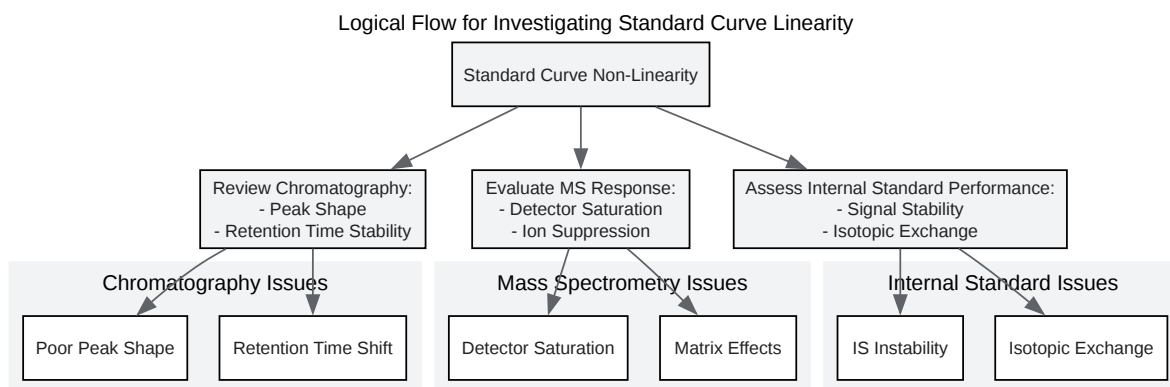 Logical Flow for Investigating Standard Curve Linearity
Standard Curve Non-Linearity
Review Chromatography:
- Peak Shape
- Retention Time Stability
Evaluate MS Response:
- Detector Saturation
- Ion Suppression
Assess Internal Standard Performance:
- Signal Stability
- Isotopic Exchange
Chromatography Issues
Mass Spectrometry Issues
Internal Standard Issues
Poor Peak Shape
Retention Time Shift
Detector Saturation
Matrix Effects
IS Instability
Isotopic Exchange